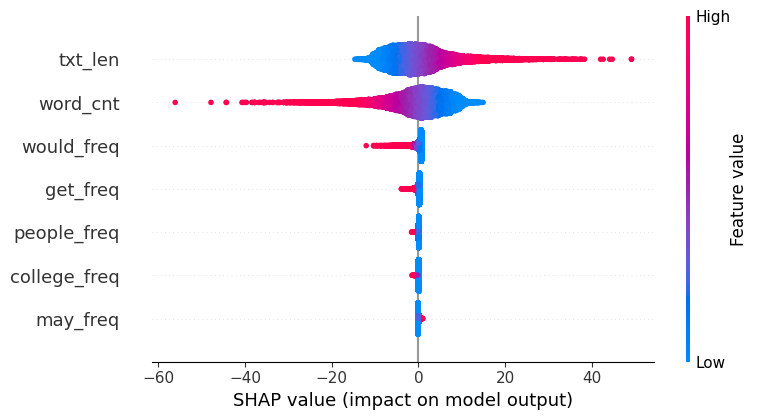 High
txt_len
word_cnt
would_freq
get_freq
people_freq
college_freq
may_freq
Feature value
Low
−60 −40 −20 0 20 40
SHAP value (impact on model output)